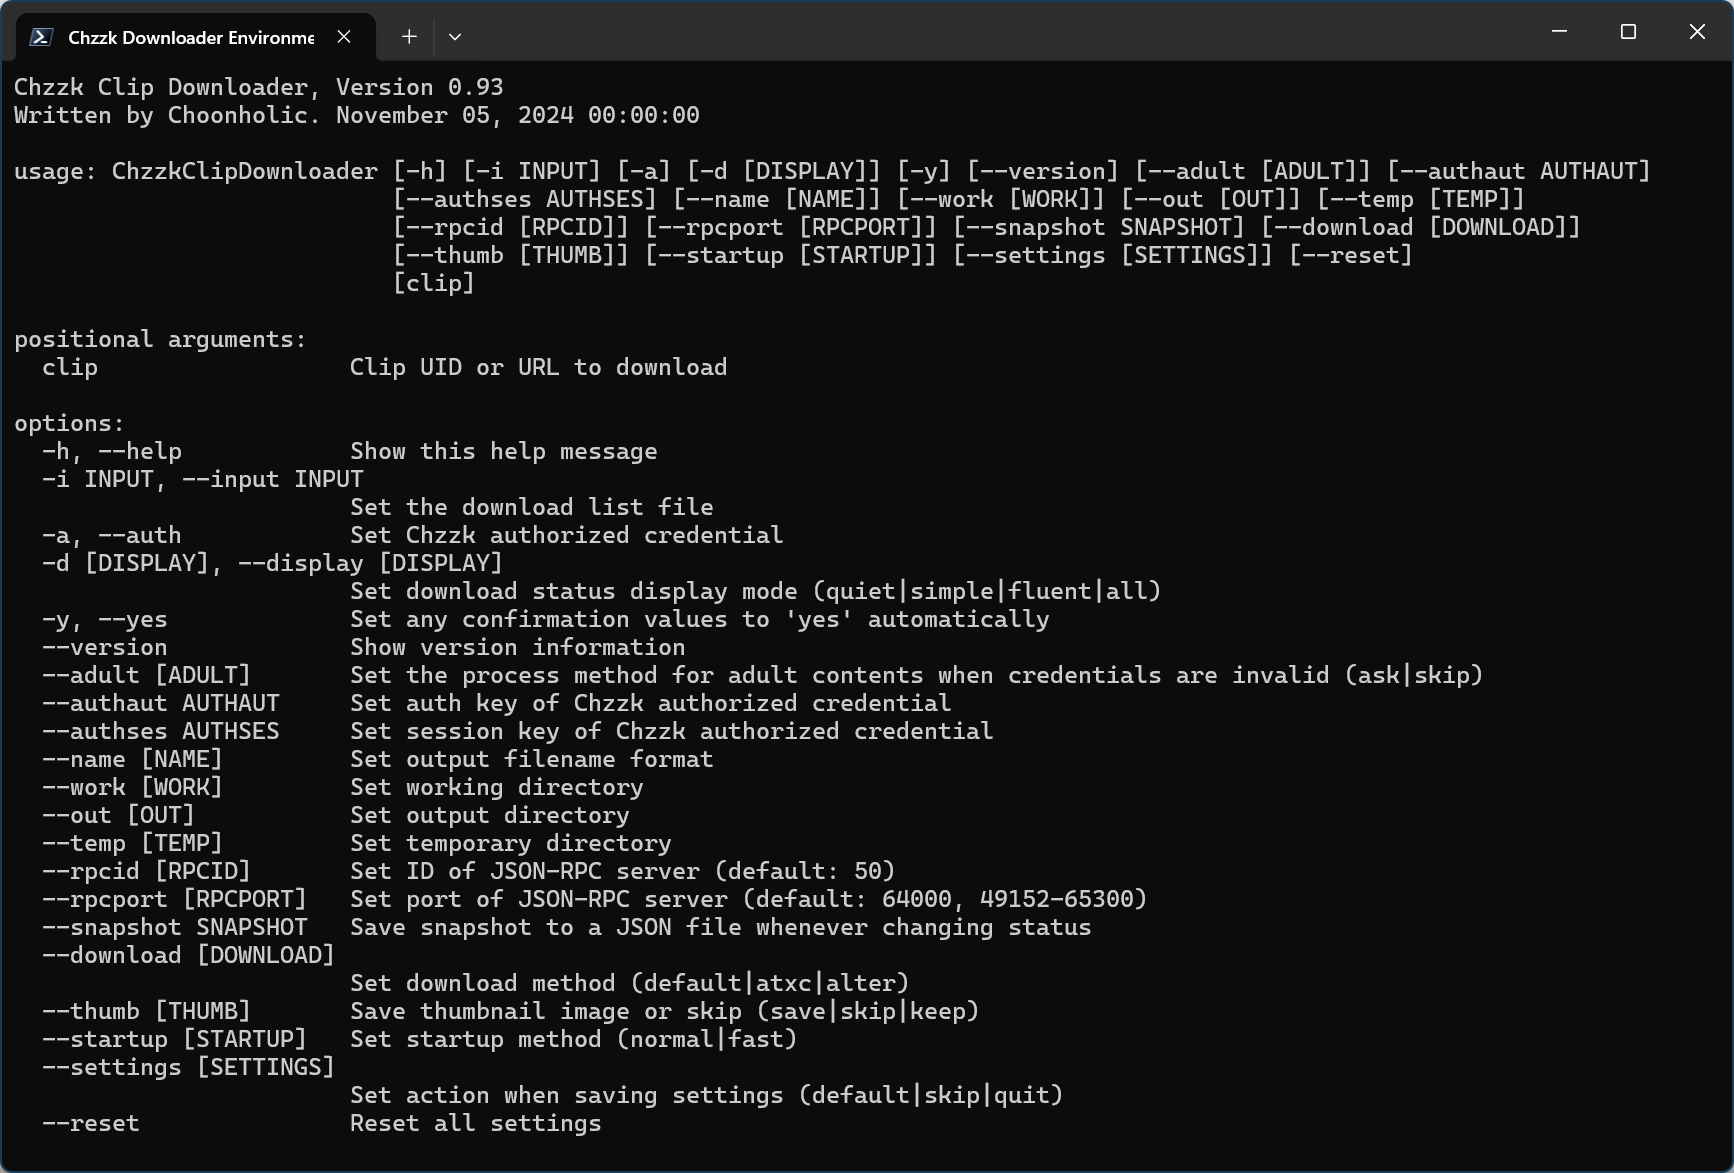 Chzzk Downloader Environme
Chzzk Clip Downloader, Version 0.93
Written by Choonholic. November 05, 2024 00:00:00
usage: ChzzkClipDownloader [-h] [-i INPUT] [-a] [-d [DISPLAY]] [-y] [--version] [--adult [ADULT]] [--authaut AUTHAUT]
[--authses AUTHSES] [--name [NAME]] [--work [WORK]] [--out [OUT]] [--temp [TEMP]]
[--rpcid [RPCID]] [--rpcport [RPCPORT]] [--snapshot SNAPSHOT] [--download [DOWNLOAD]]
[--thumb [THUMB]] [--startup [STARTUP]] [--settings [SETTINGS]] [--reset]
[clip]
positional arguments:
clip Clip UID or URL to download
options:
-h, --help Show this help message
-i INPUT, --input INPUT
Set the download list file
-a, --auth Set Chzzk authorized credential
-d [DISPLAY], --display [DISPLAY]
Set download status display mode (quiet|simple|fluent|all)
-y, --yes Set any confirmation values to 'yes' automatically
--version Show version information
--adult [ADULT] Set the process method for adult contents when credentials are invalid (ask|skip)
--authaut AUTHAUT Set auth key of Chzzk authorized credential
--authses AUTHSES Set session key of Chzzk authorized credential
--name [NAME] Set output filename format
--work [WORK] Set working directory
--out [OUT] Set output directory
--temp [TEMP] Set temporary directory
--rpcid [RPCID] Set ID of JSON-RPC server (default: 50)
--rpcport [RPCPORT] Set port of JSON-RPC server (default: 64000, 49152-65300)
--snapshot SNAPSHOT Save snapshot to a JSON file whenever changing status
--download [DOWNLOAD]
Set download method (default|atxc|alter)
--thumb [THUMB] Save thumbnail image or skip (save|skip|keep)
--startup [STARTUP] Set startup method (normal|fast)
--settings [SETTINGS]
Set action when saving settings (default|skip|quit)
--reset Reset all settings